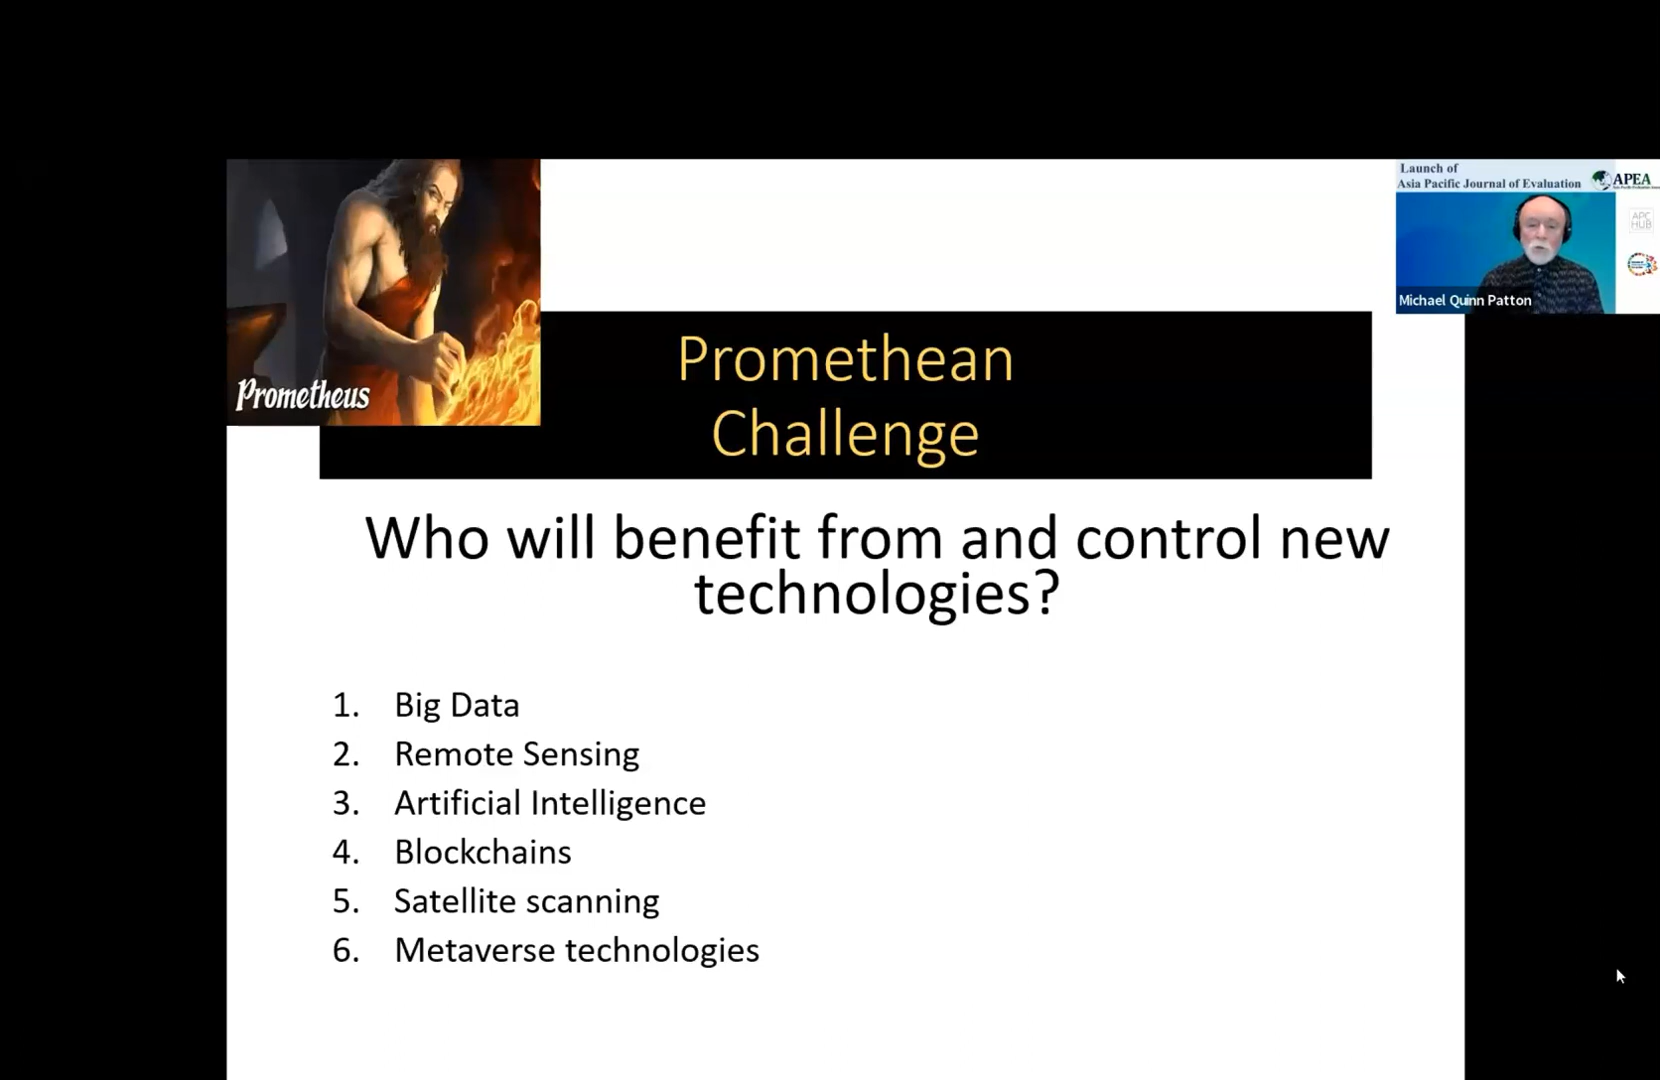 Launch of
Asia Pacific Journal of Evaluation
APEA
APC
HUB
Michael Quinn Patton
Prometheus
Promethean
Challenge
Who will benefit from and control new
technologies?
1. Big Data
2. Remote Sensing
3. Artificial Intelligence
4. Blockchains
5. Satellite scanning
6. Metaverse technologies